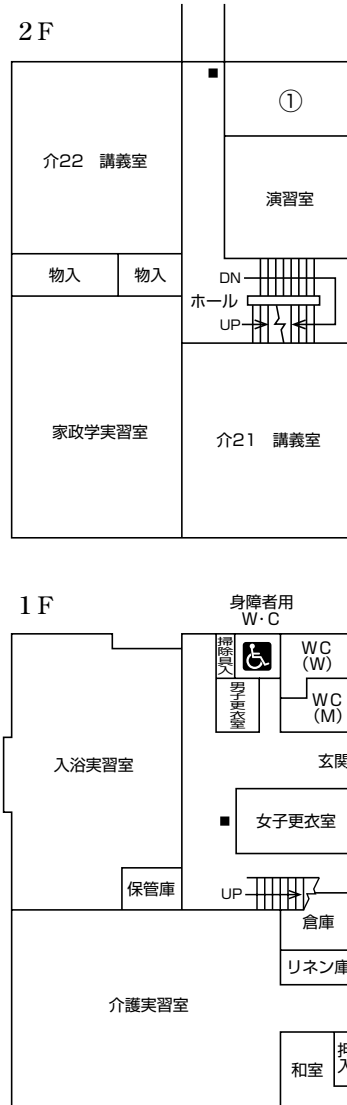 2F
①
介22　講義室
演習室
物入
物入
DN
ホール
UP
家政学実習室
介21　講義室
1F
身障者用
W・C
掃除具入
WC
(W)
男子更衣室
WC
(M)
玄関
入浴実習室
女子更衣室
保管庫
UP
倉庫
リネン庫
介護実習室
和室
押入